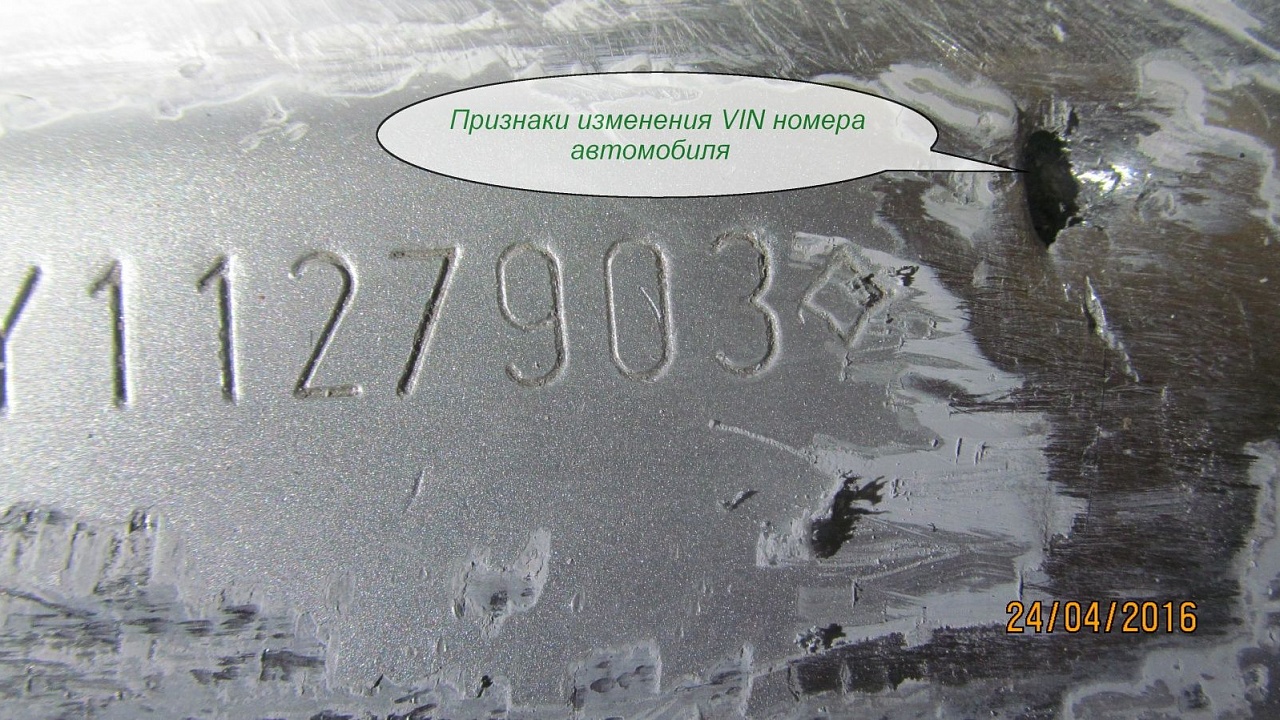 Признаки изменения VIN номера
автомобиля
Y1127903
24/04/2016